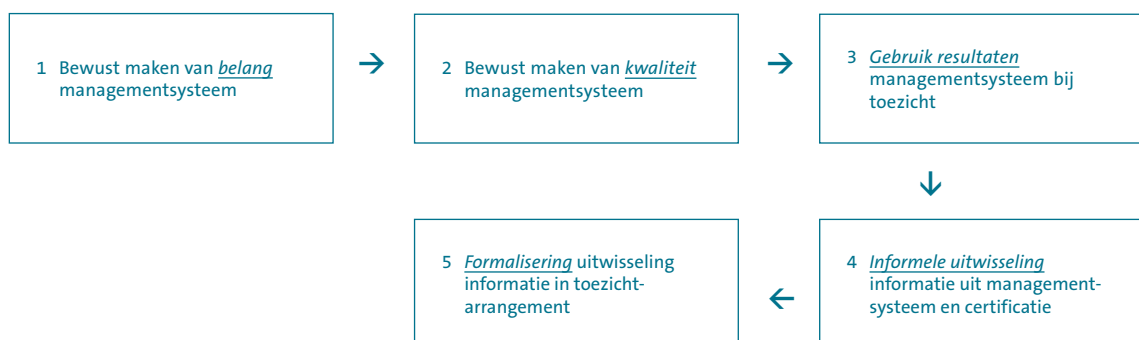 1 Bewust maken van belang
managementsysteem
2 Bewust maken van kwaliteit
managementsysteem
3 Gebruik resultaten
managementsysteem bij
toezicht
4 Informele uitwisseling
informatie uit management-
systeem en certificatie
5 Formalisering uitwisseling
informatie in toezicht-
arrangement